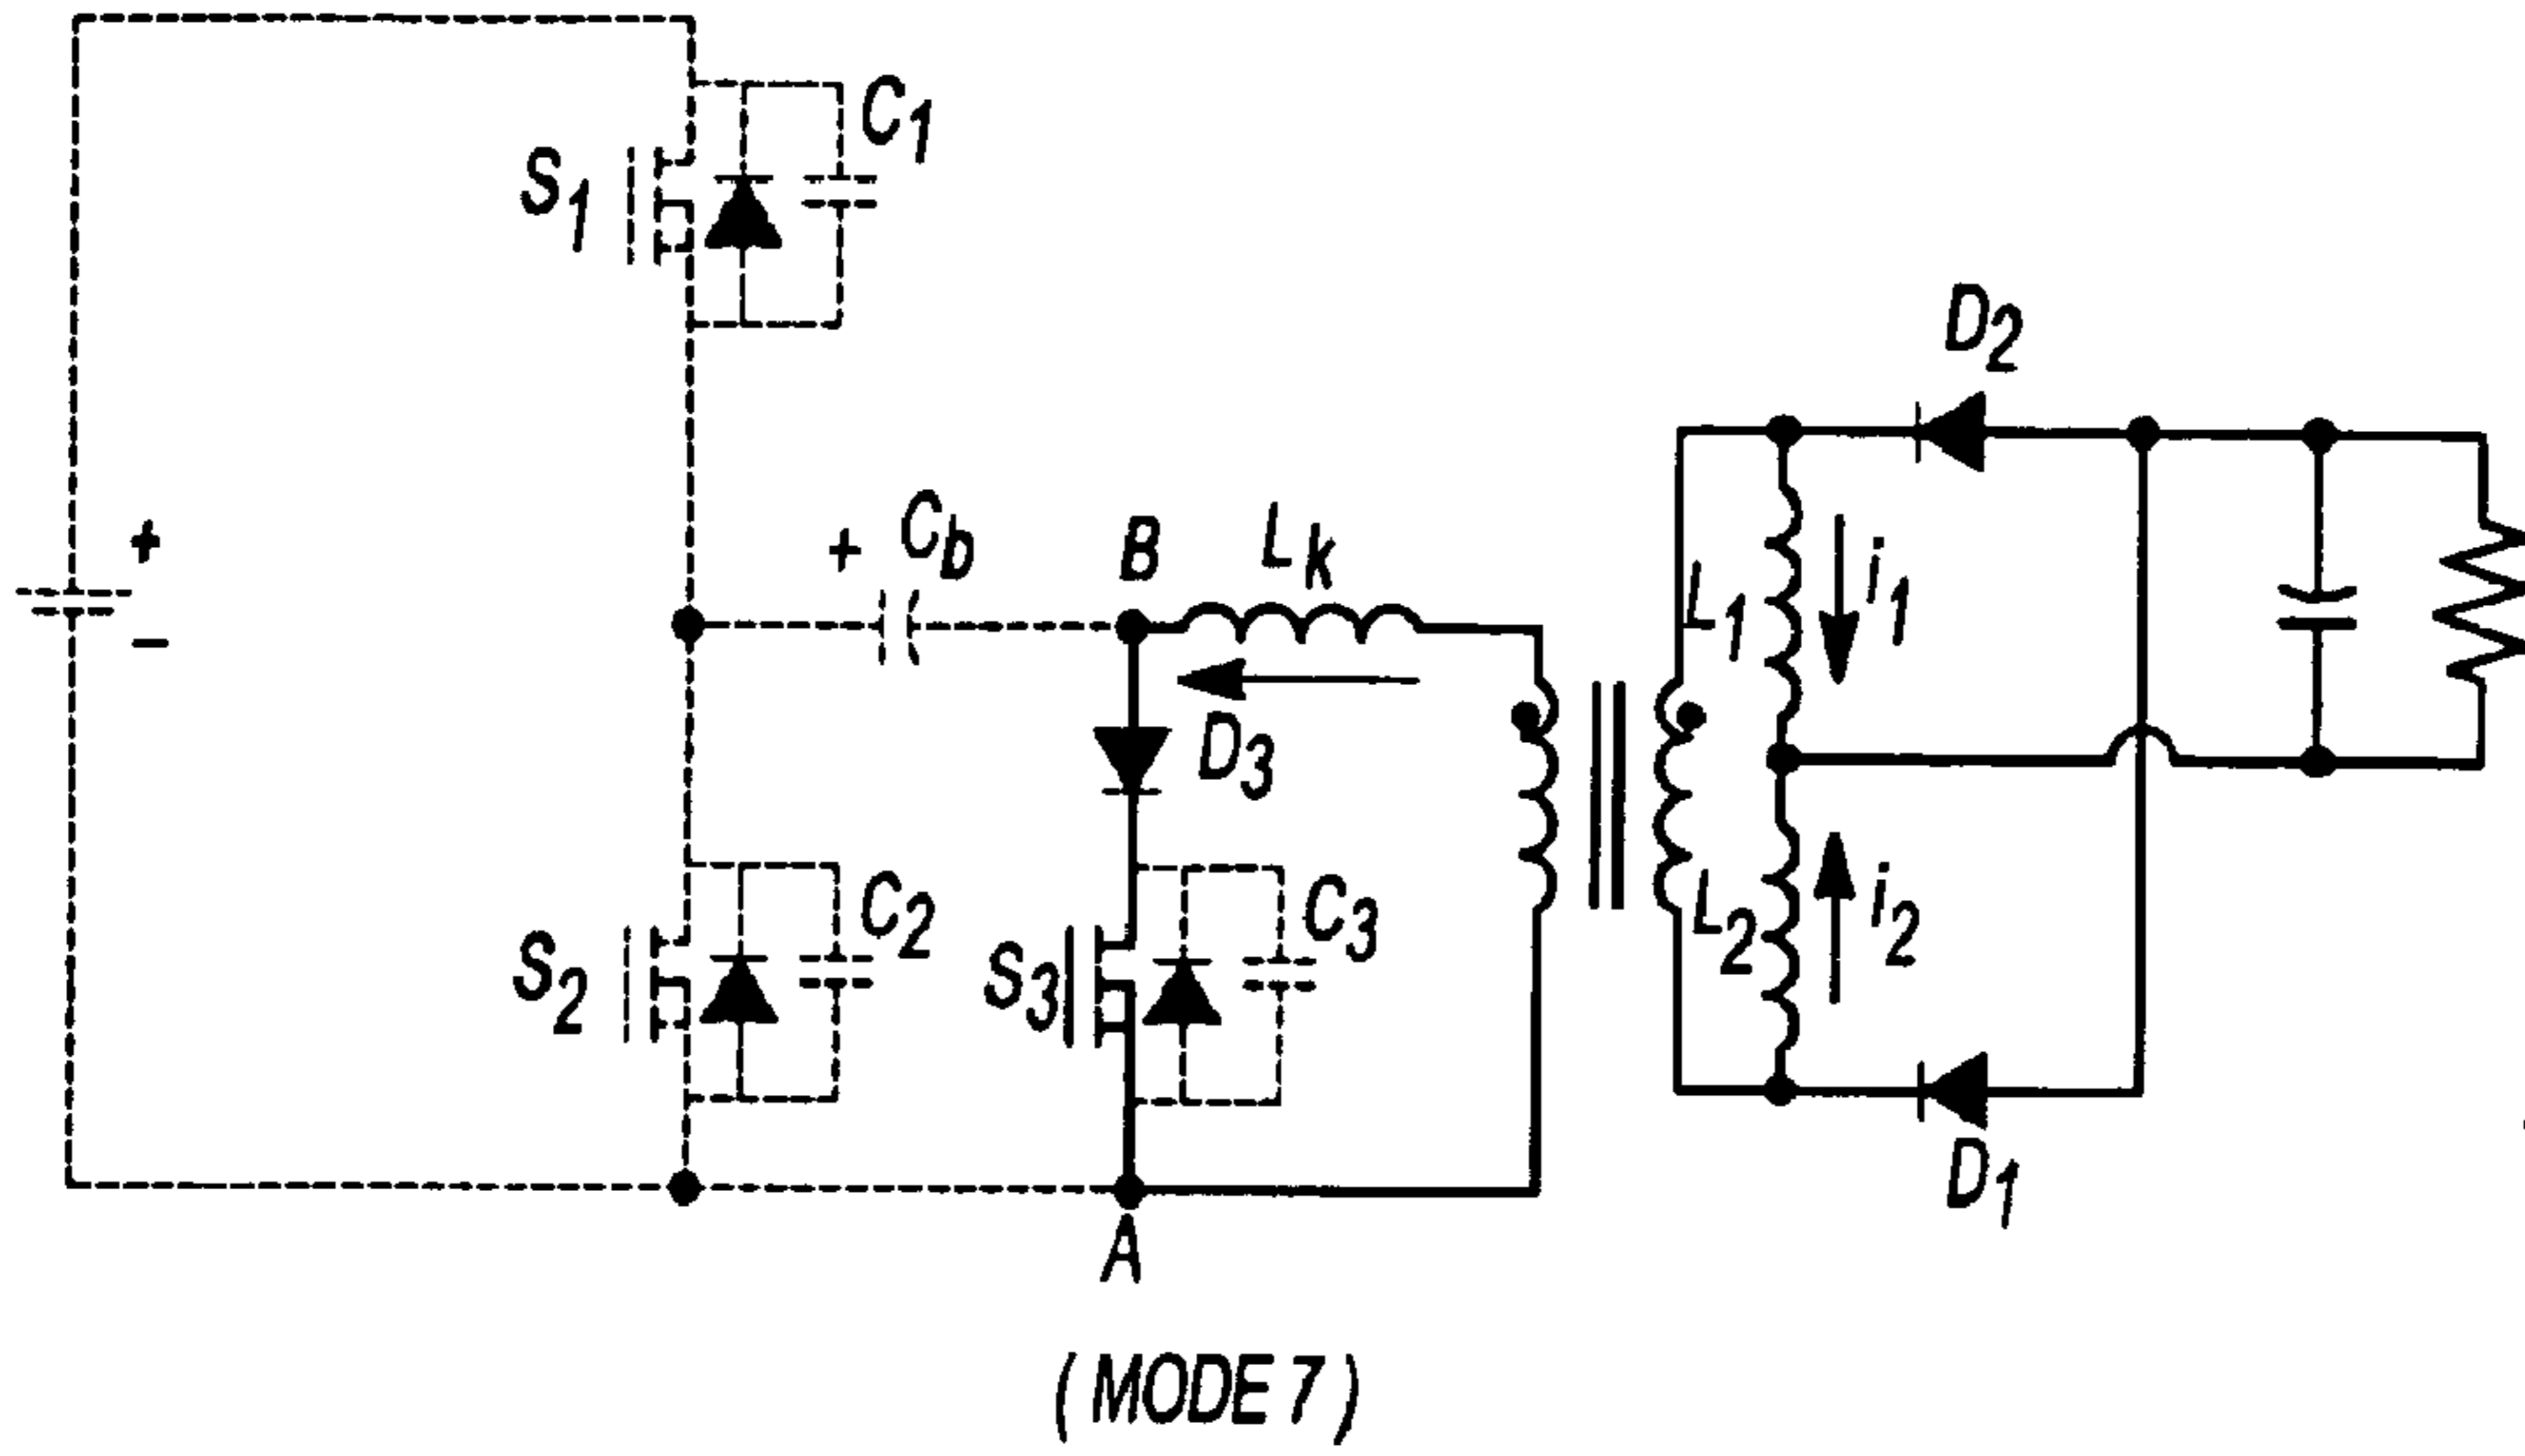 C1
S1
D2
+
+ Cb
B
Lk
L1
i1
−
D3
C2
S2
C3
S3
L2
i2
D1
A
( MODE 7 )